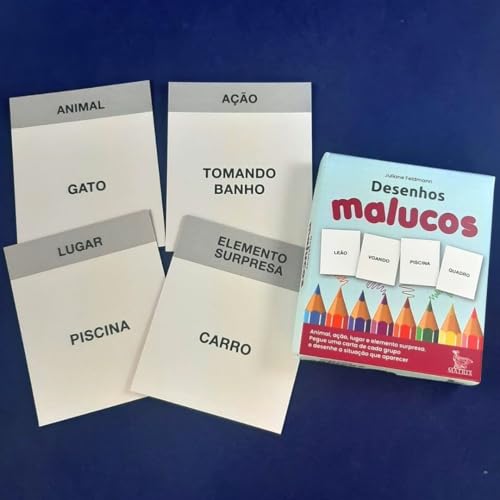 ANIMAL
GATO
AÇÃO
TOMANDO
BANHO
LUGAR
PISCINA
ELEMENTO
SURPRESA
CARRO
Juliane Feldmann
Desenhos
malucos
LEÃO
VOANDO
PISCINA
QUADRO
Animal, ação, lugar e elemento surpresa.
Pegue uma carta de cada grupo
e desenhe a situação que aparecer
MATRIX